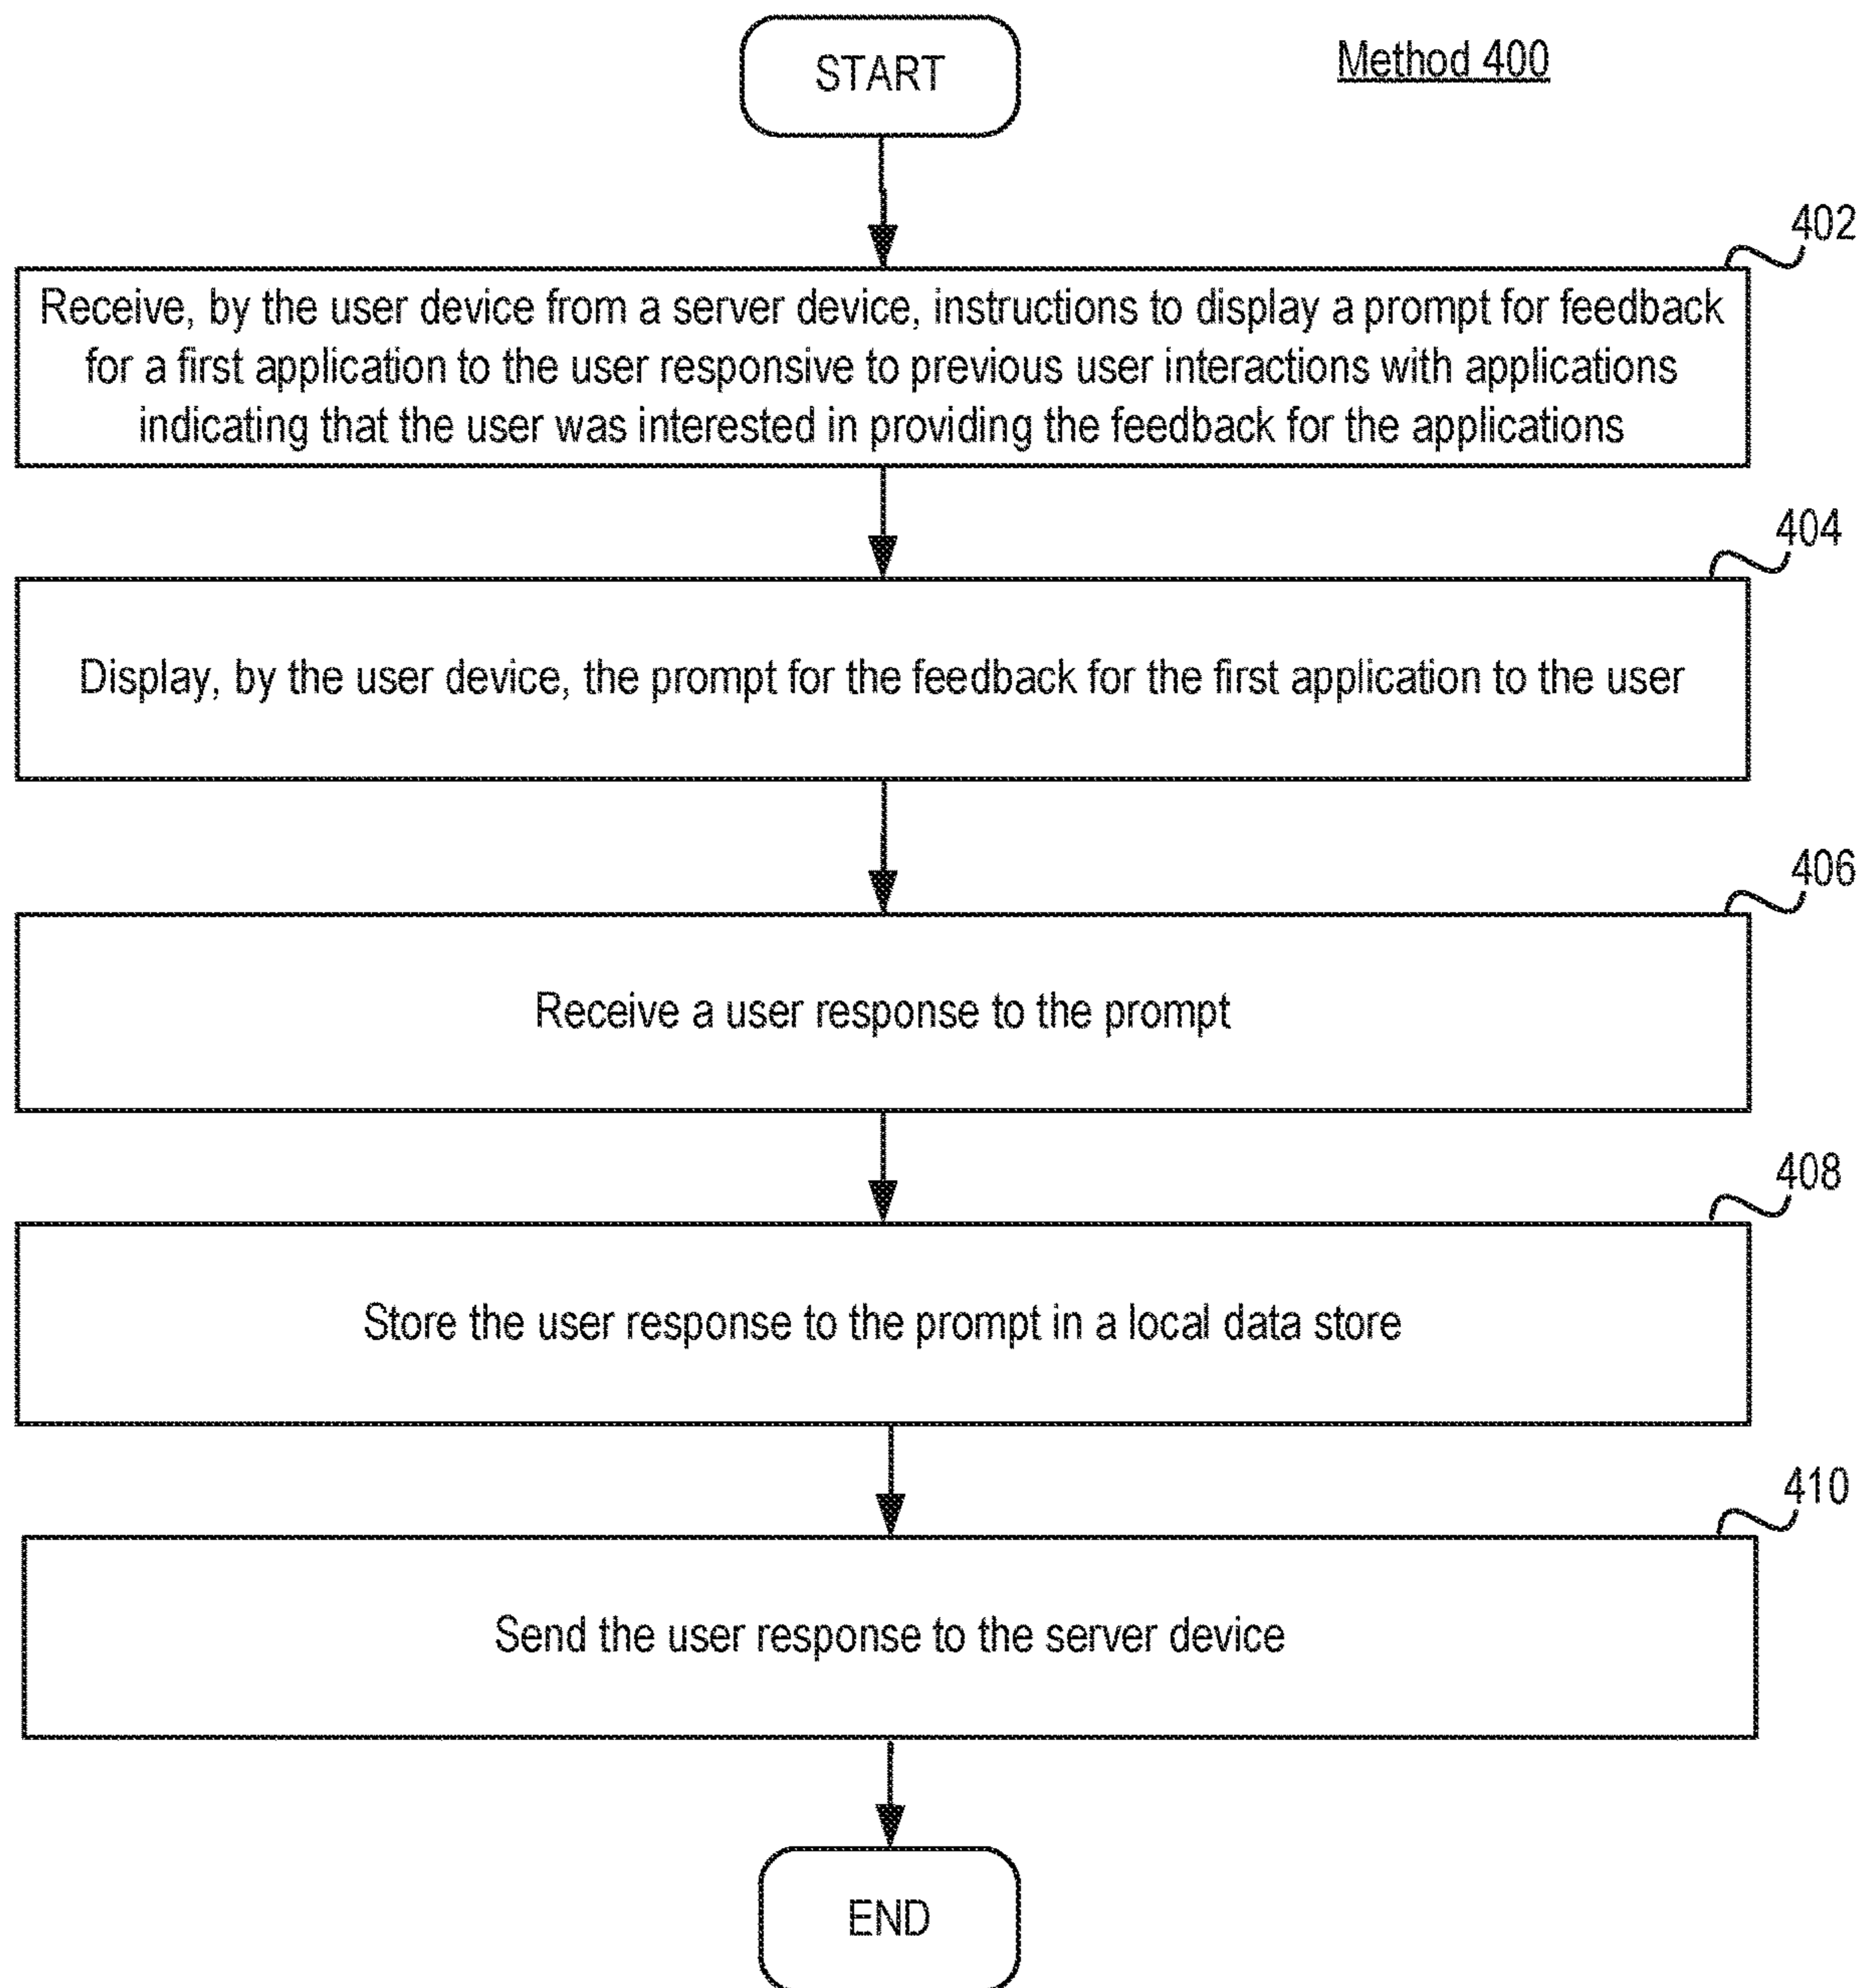 START
Method 400
402
Receive, by the user device from a server device, instructions to display a prompt for feedback
for a first application to the user responsive to previous user interactions with applications
indicating that the user was interested in providing the feedback for the applications
404
Display, by the user device, the prompt for the feedback for the first application to the user
406
Receive a user response to the prompt
408
Store the user response to the prompt in a local data store
410
Send the user response to the server device
END